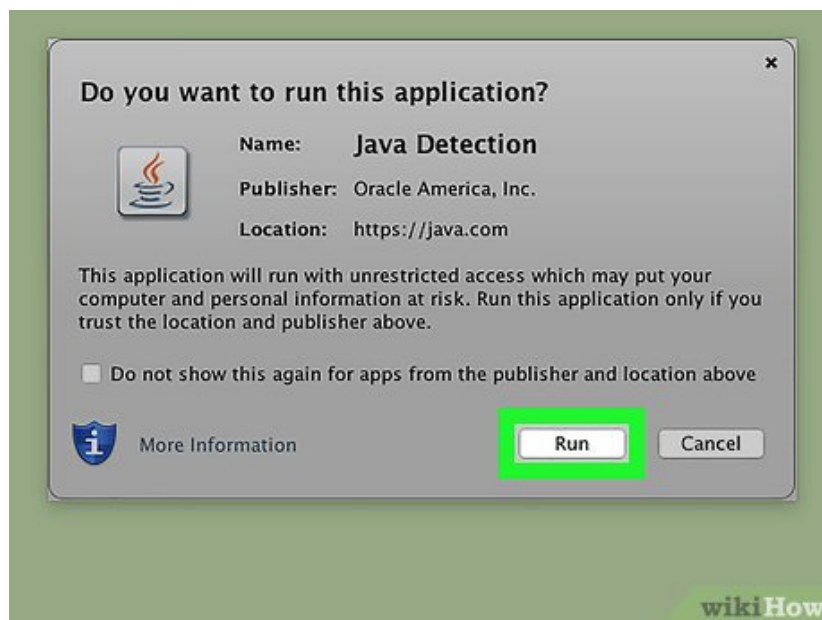 ×
Do you want to run this application?
Name: Java Detection
Publisher: Oracle America, Inc.
Location: https://java.com
This application will run with unrestricted access which may put your
computer and personal information at risk. Run this application only if you
trust the location and publisher above.
Do not show this again for apps from the publisher and location above
More Information
Run
Cancel
wikiHow